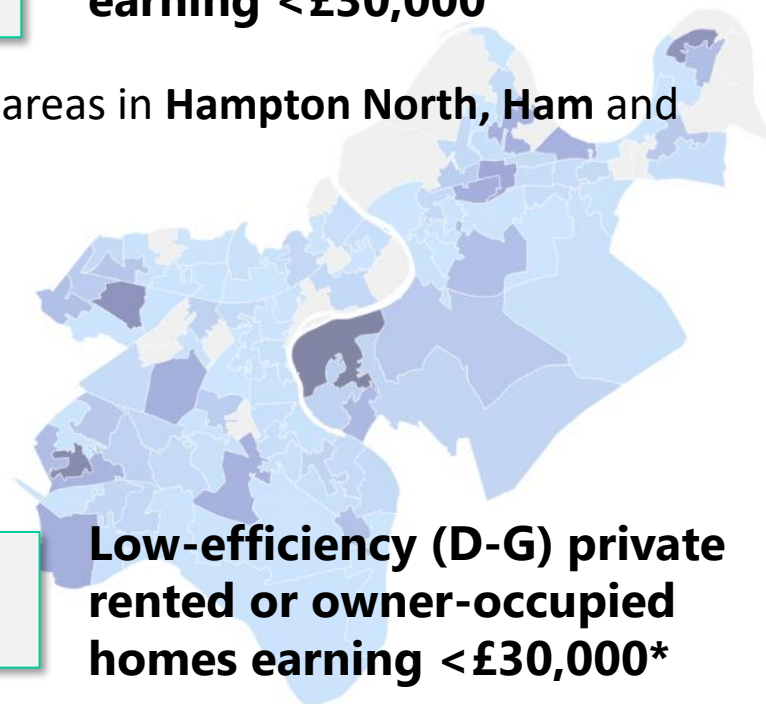 earning <£30,000
areas in Hampton North, Ham and
Low-efficiency (D-G) private
rented or owner-occupied
homes earning <£30,000*